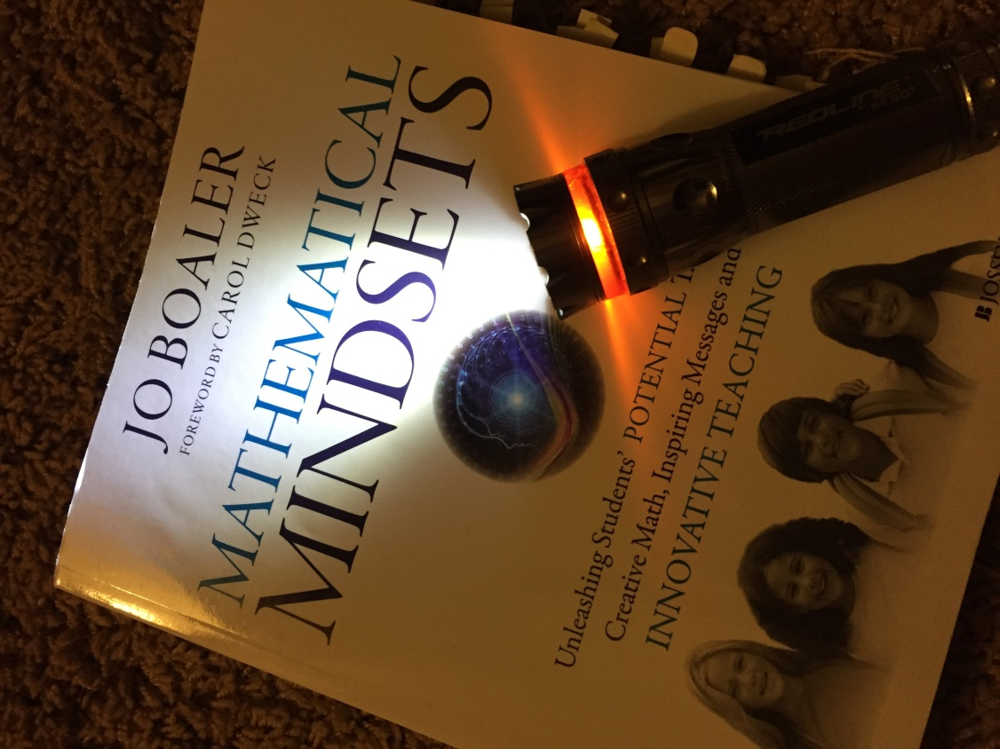 JO BOALER
FOREWORD BY CAROL DWECK
MATHEMATICAL
MINDSETS
Unleashing Students' POTENTIAL
Creative Math, Inspiring Messages and
INNOVATIVE TEACHING
REDLINE
JB